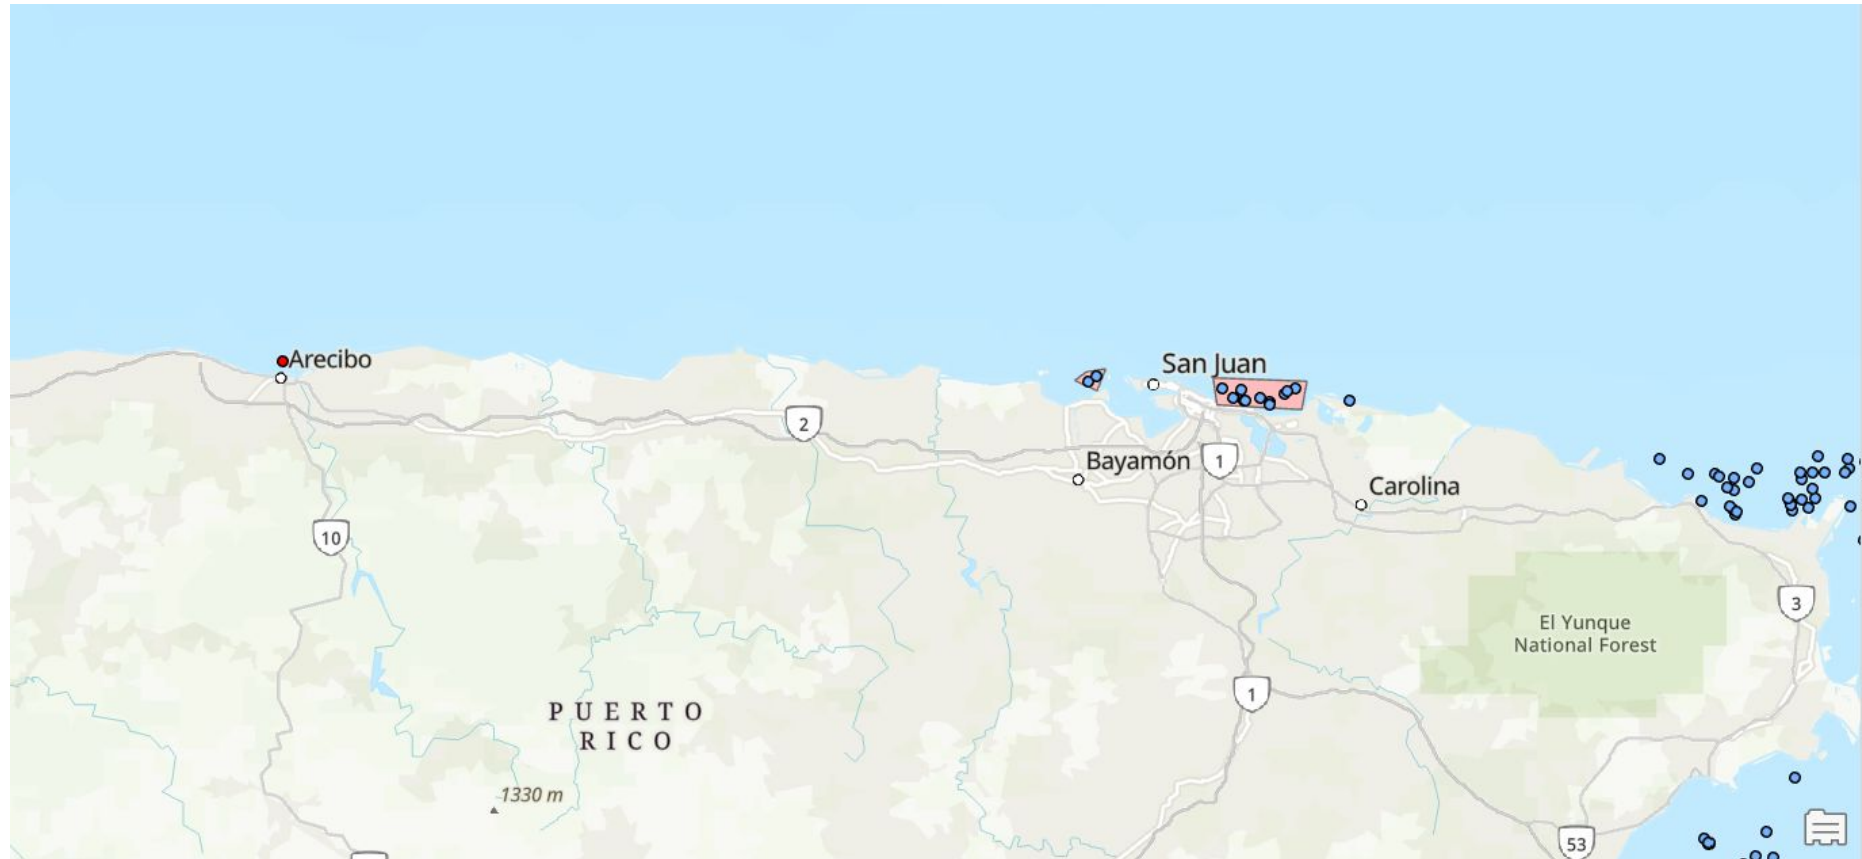 Arecibo
San Juan
2
Bayamón
1
Carolina
10
3
El Yunque
National Forest
1
PUERTO
RICO
1330 m
53